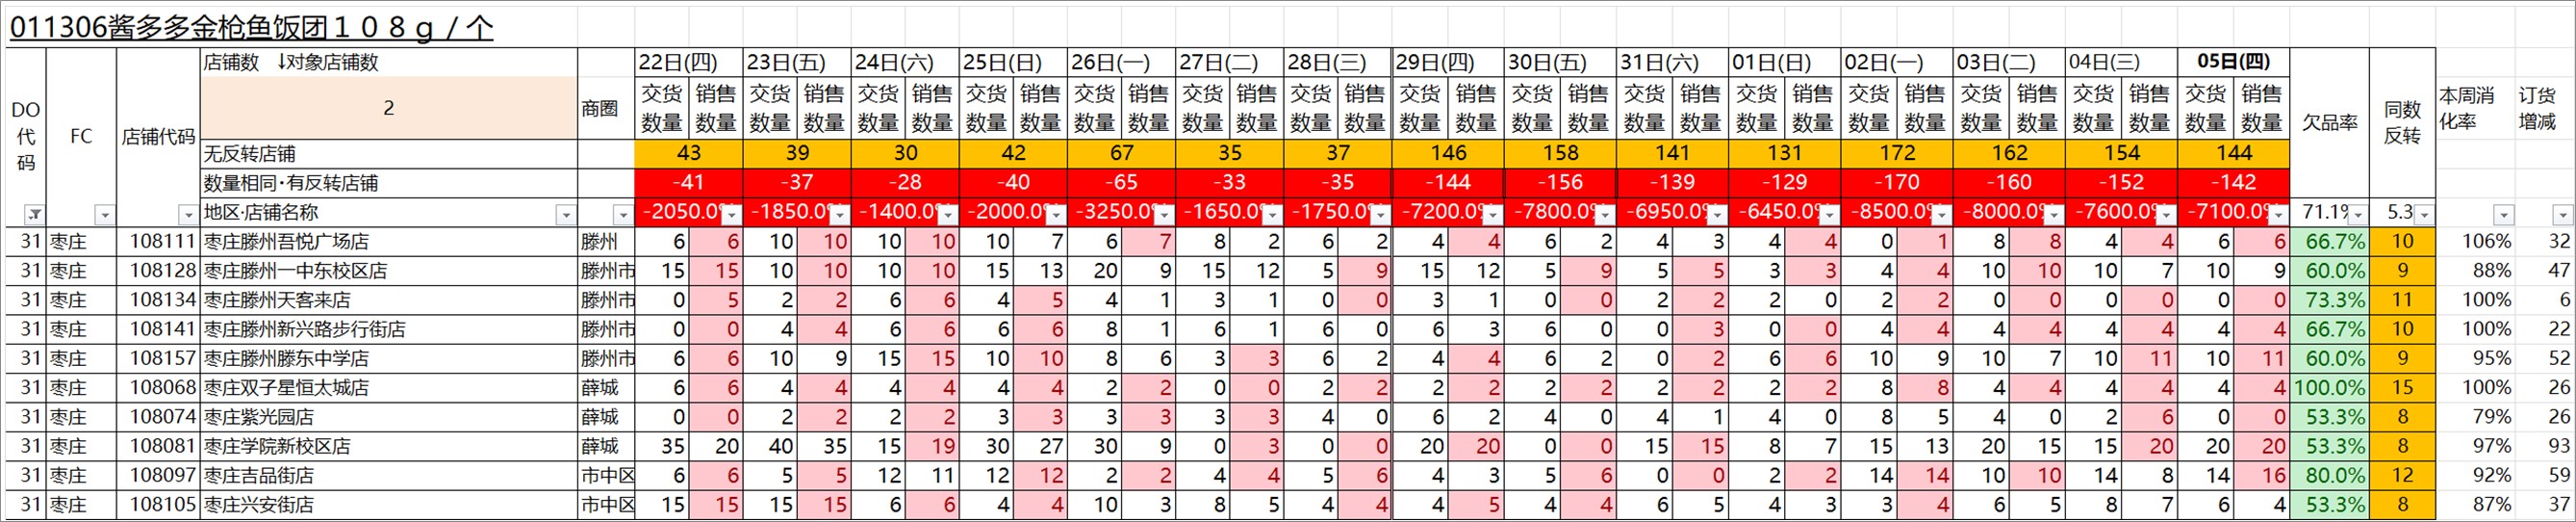 011306酱多多金枪鱼饭团１０８ｇ／个
店铺数 ↓对象店铺数 22日(四) 23日(五) 24日(六) 25日(日) 26日(一) 27日(二) 28日(三) 29日(四) 30日(五) 31日(六) 01日(日) 02日(一) 03日(二) 04日(三) 05日(四)
DO代码 FC 店铺代码 2 商圈 交货数量 销售数量 交货数量 销售数量 交货数量 销售数量 交货数量 销售数量 交货数量 销售数量 交货数量 销售数量 交货数量 销售数量 交货数量 销售数量 交货数量 销售数量 交货数量 销售数量 交货数量 销售数量 交货数量 销售数量 交货数量 销售数量 交货数量 销售数量 交货数量 销售数量 欠品率 同数反转 本周消化率 订货增减
无反转店铺 43 39 30 42 67 35 37 146 158 141 131 172 162 154 144
数量相同·有反转店铺 -41 -37 -28 -40 -65 -33 -35 -144 -156 -139 -129 -170 -160 -152 -142
地区·店铺名称 -2050.0% -1850.0% -1400.0% -2000.0% -3250.0% -1650.0% -1750.0% -7200.0% -7800.0% -6950.0% -6450.0% -8500.0% -8000.0% -7600.0% -7100.0% 71.1% 5.3
31 枣庄 108111 枣庄滕州吾悦广场店 滕州 6 6 10 10 10 10 10 7 6 7 8 2 6 2 4 4 6 2 4 3 4 4 0 1 8 8 4 4 6 6 66.7% 10 106% 32
31 枣庄 108128 枣庄滕州一中东校区店 滕州市 15 15 10 10 10 10 15 13 20 9 15 12 5 9 15 12 5 9 5 5 3 3 4 4 10 10 10 7 10 9 60.0% 9 88% 47
31 枣庄 108134 枣庄滕州天客来店 滕州市 0 5 2 2 6 6 4 5 4 1 3 1 0 0 3 1 0 0 2 2 2 0 2 2 0 0 0 0 0 0 73.3% 11 100% 6
31 枣庄 108141 枣庄滕州新兴路步行街店 滕州市 0 0 4 4 6 6 6 6 8 1 6 1 6 0 6 3 6 0 0 3 0 0 4 4 4 4 4 4 4 4 66.7% 10 100% 22
31 枣庄 108157 枣庄滕州滕东中学店 滕州市 6 6 10 9 15 15 10 10 8 6 3 3 6 2 4 4 6 2 0 2 6 6 10 9 10 7 10 11 10 11 60.0% 9 95% 52
31 枣庄 108068 枣庄双子星恒太城店 薛城 6 6 4 4 4 4 4 4 2 2 0 0 2 2 2 2 2 2 2 2 2 2 8 8 4 4 4 4 4 4 100.0% 15 100% 26
31 枣庄 108074 枣庄紫光园店 薛城 0 0 2 2 2 2 3 3 3 3 3 3 4 0 6 2 4 0 4 1 4 0 8 5 4 0 2 6 0 0 53.3% 8 79% 26
31 枣庄 108081 枣庄学院新校区店 薛城 35 20 40 35 15 19 30 27 30 9 0 3 0 0 20 20 0 0 15 15 8 7 15 13 20 15 15 20 20 20 53.3% 8 97% 93
31 枣庄 108097 枣庄吉品街店 市中区 6 6 5 5 12 11 12 12 2 2 4 4 5 6 4 3 5 6 0 0 2 2 14 14 10 10 14 8 14 16 80.0% 12 92% 59
31 枣庄 108105 枣庄兴安街店 市中区 15 15 15 15 6 6 4 4 10 3 8 5 4 4 4 5 4 4 6 5 4 3 3 4 6 5 8 7 6 4 53.3% 8 87% 37